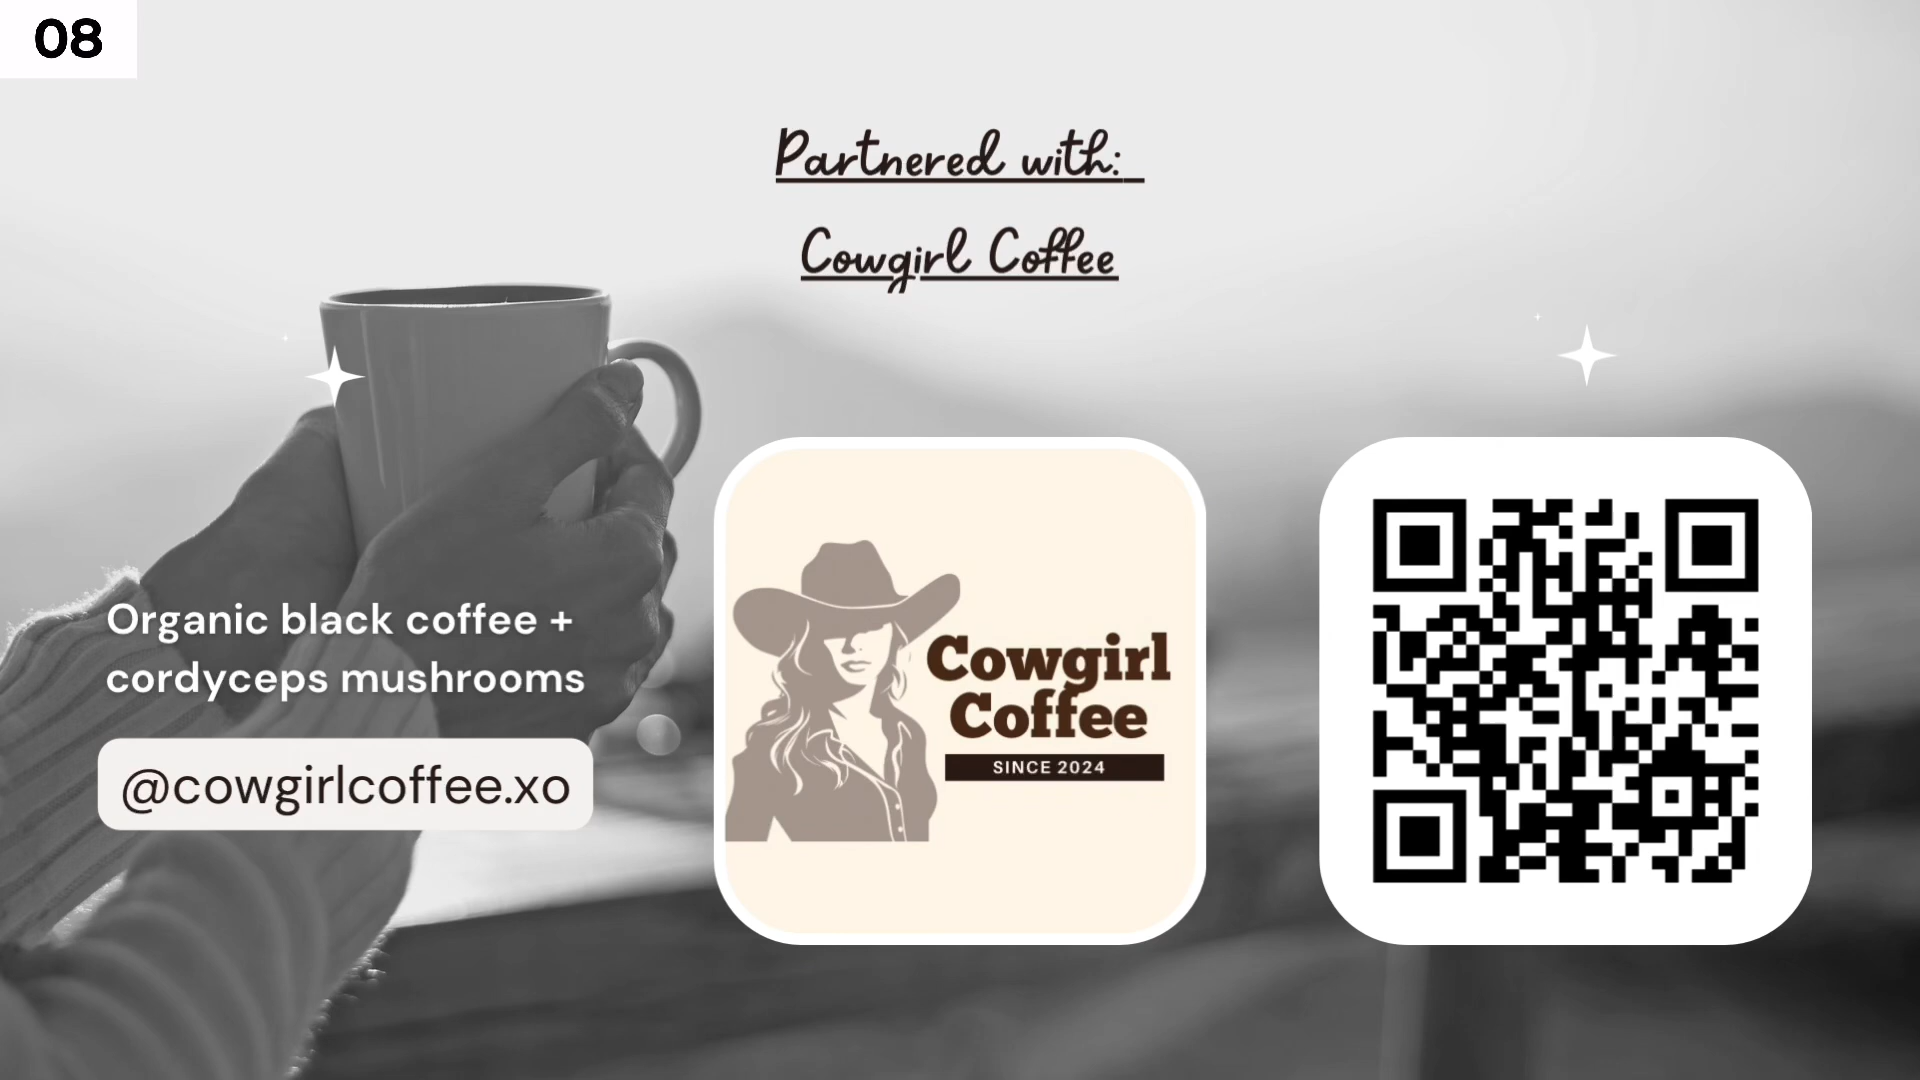 08
Partnered with:
Cowgirl Coffee
Organic black coffee +
cordyceps mushrooms
@cowgirlcoffee.xo
Cowgirl
Coffee
SINCE 2024